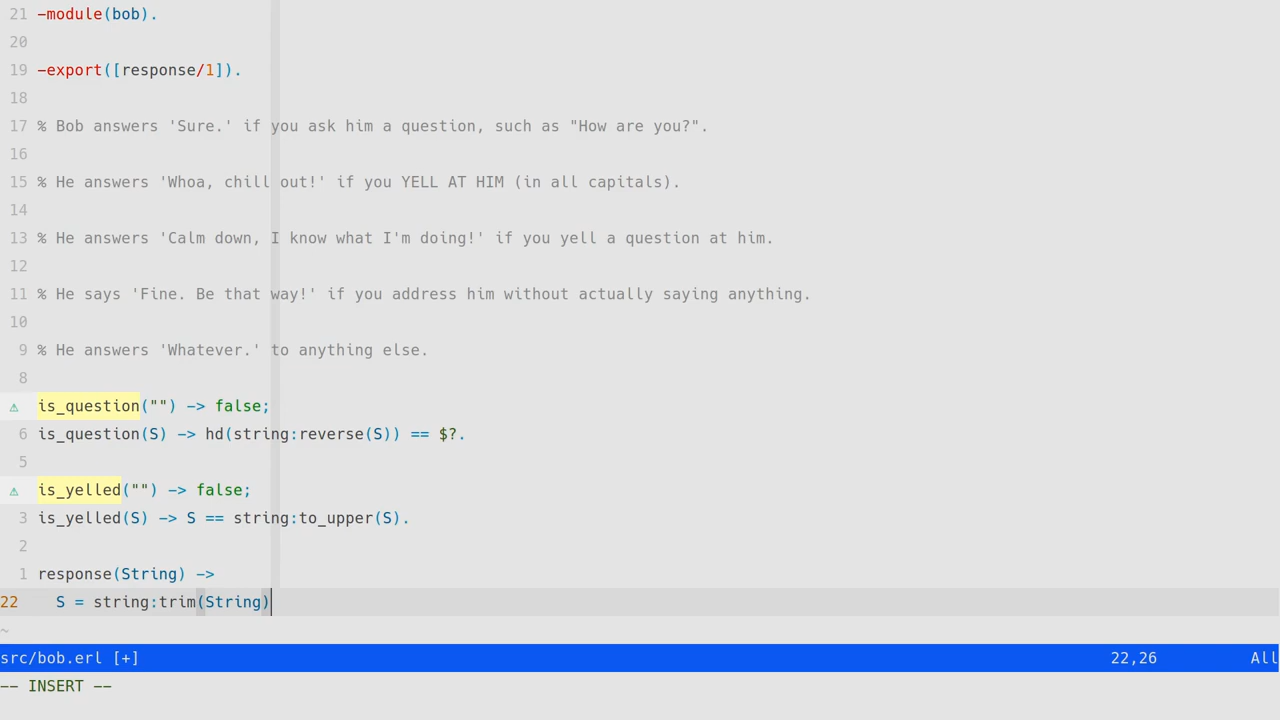 21 -module(bob).
20
19 -export([response/1]).
18
17 % Bob answers 'Sure.' if you ask him a question, such as "How are you?".
16
15 % He answers 'Whoa, chill out!' if you YELL AT HIM (in all capitals).
14
13 % He answers 'Calm down, I know what I'm doing!' if you yell a question at him.
12
11 % He says 'Fine. Be that way!' if you address him without actually saying anything.
10
9 % He answers 'Whatever.' to anything else.
8
⚠ is_question("") -> false;
6 is_question(S) -> hd(string:reverse(S)) == $?.
5
⚠ is_yelled("") -> false;
3 is_yelled(S) -> S == string:to_upper(S).
2
1 response(String) ->
22 S = string:trim(String)
~
src/bob.erl [+] 22,26 All
-- INSERT --